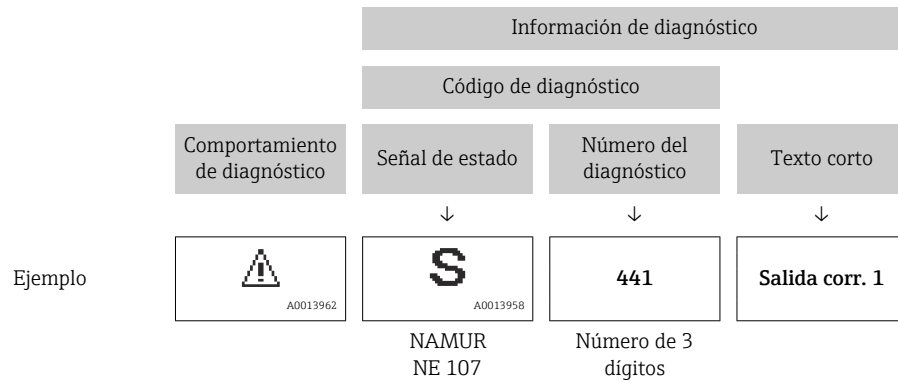 Información de diagnóstico
Código de diagnóstico
Comportamiento
de diagnóstico
Señal de estado
Número del
diagnóstico
Texto corto
↓ ↓ ↓
Ejemplo
S
441
Salida corr. 1
A0013962
A0013958
NAMUR
NE 107
Número de 3
dígitos